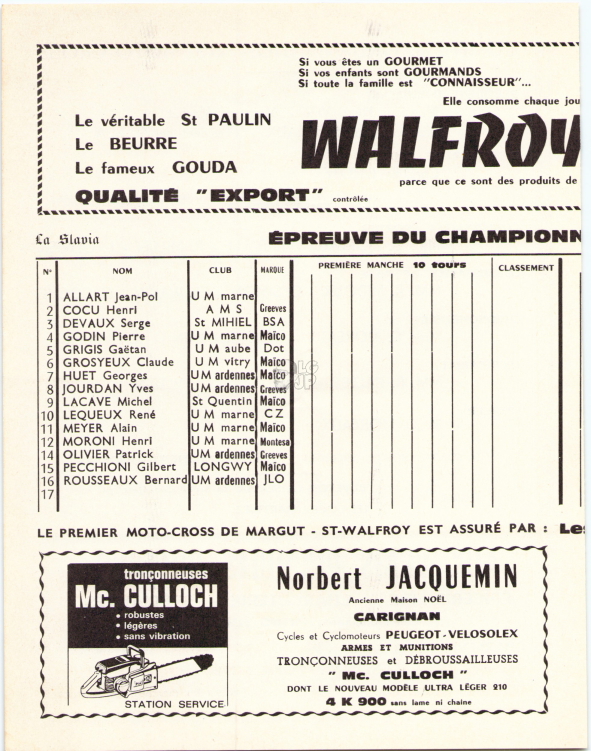 Si vous êtes un GOURMET
Si vos enfants sont GOURMANDS
Si toute la famille est "CONNAISSEUR"...
Elle consomme chaque jou
Le véritable St PAULIN
Le BEURRE
Le fameux GOUDA
WALFROY
parce que ce sont des produits de
QUALITÉ "EXPORT" contrôlée
La Slavia ÉPREUVE DU CHAMPIONN
N° NOM CLUB MARQUE PREMIÈRE MANCHE 10 tours CLASSEMENT
1 ALLART Jean-Pol U M marne
2 COCU Henri A M S Greeves
3 DEVAUX Serge St MIHIEL BSA
4 GODIN Pierre U M marne Maïco
5 GRIGIS Gaëtan U M aube Dot
6 GROSYEUX Claude U M vitry Maïco
7 HUET Georges UM ardennes Maïco
8 JOURDAN Yves UM ardennes Greeves
9 LACAVE Michel St Quentin Maïco
10 LEQUEUX René U M marne CZ
11 MEYER Alain U M marne Maïco
12 MORONI Henri U M marne Montesa
14 OLIVIER Patrick UM ardennes Greeves
15 PECCHIONI Gilbert LONGWY Maïco
16 ROUSSEAUX Bernard UM ardennes JLO
17
LE PREMIER MOTO-CROSS DE MARGUT - ST-WALFROY EST ASSURÉ PAR : Les
tronçonneuses
Mc. CULLOCH
• robustes
• légères
• sans vibration
STATION SERVICE
Norbert JACQUEMIN
Ancienne Maison NOËL
CARIGNAN
Cycles et Cyclomoteurs PEUGEOT-VELOSOLEX
ARMES ET MUNITIONS
TRONÇONNEUSES et DÉBROUSSAILLEUSES
" Mc. CULLOCH "
DONT LE NOUVEAU MODÈLE ULTRA LÉGER 210
4 K 900 sans lame ni chaine